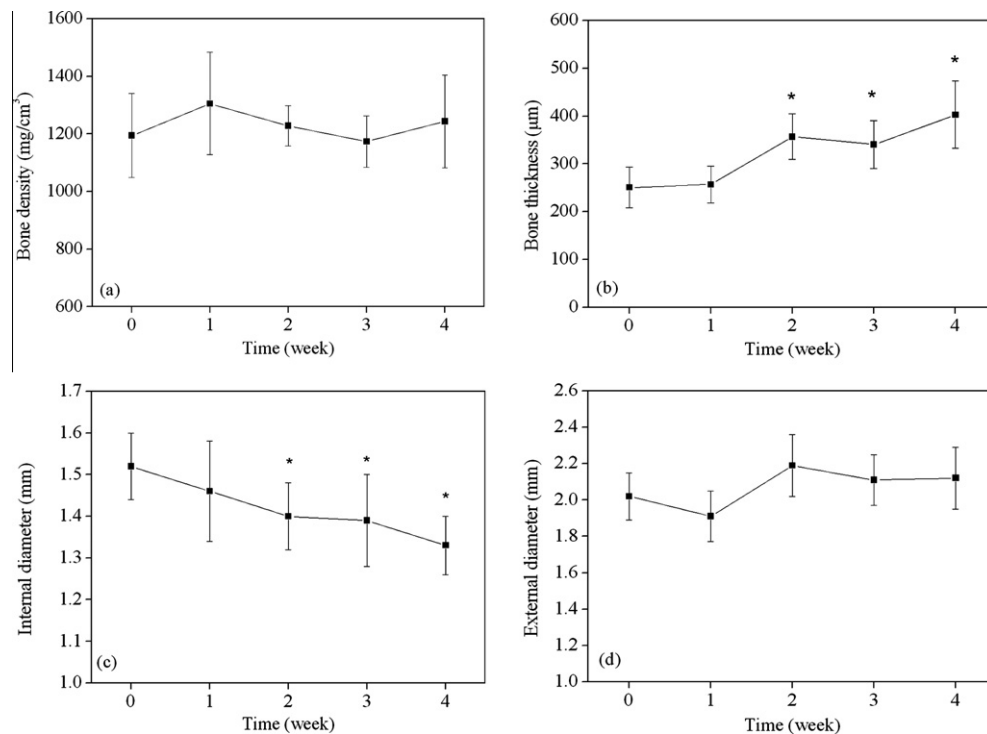 1600
1400
1200
1000
800
600
Bone density (mg/cm³)
(a)
0 1 2 3 4
Time (week)
600
500
400
300
200
100
0
Bone thickness (μm)
* * *
(b)
0 1 2 3 4
Time (week)
1.7
1.6
1.5
1.4
1.3
1.2
1.1
1.0
Internal diameter (mm)
* * *
(c)
0 1 2 3 4
Time (week)
2.6
2.4
2.2
2.0
1.8
1.6
1.4
1.2
1.0
External diameter (mm)
(d)
0 1 2 3 4
Time (week)